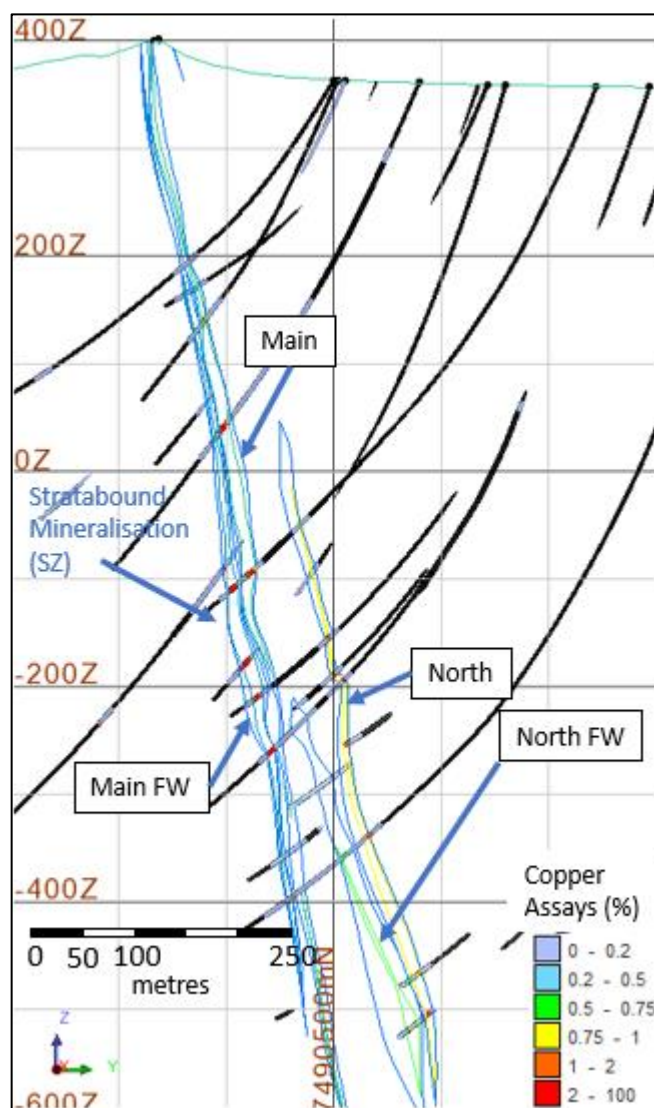 400Z
200Z
Main
0Z
Stratabound
Mineralisation
(SZ)
-200Z
North
North FW
Main FW
-400Z
Copper
Assays (%)
0 - 0.2
0.2 - 0.5
0.5 - 0.75
0.75 - 1
1 - 2
2 - 100
0 50 100 250
metres
7490500mN
Z
X
Y
-600Z